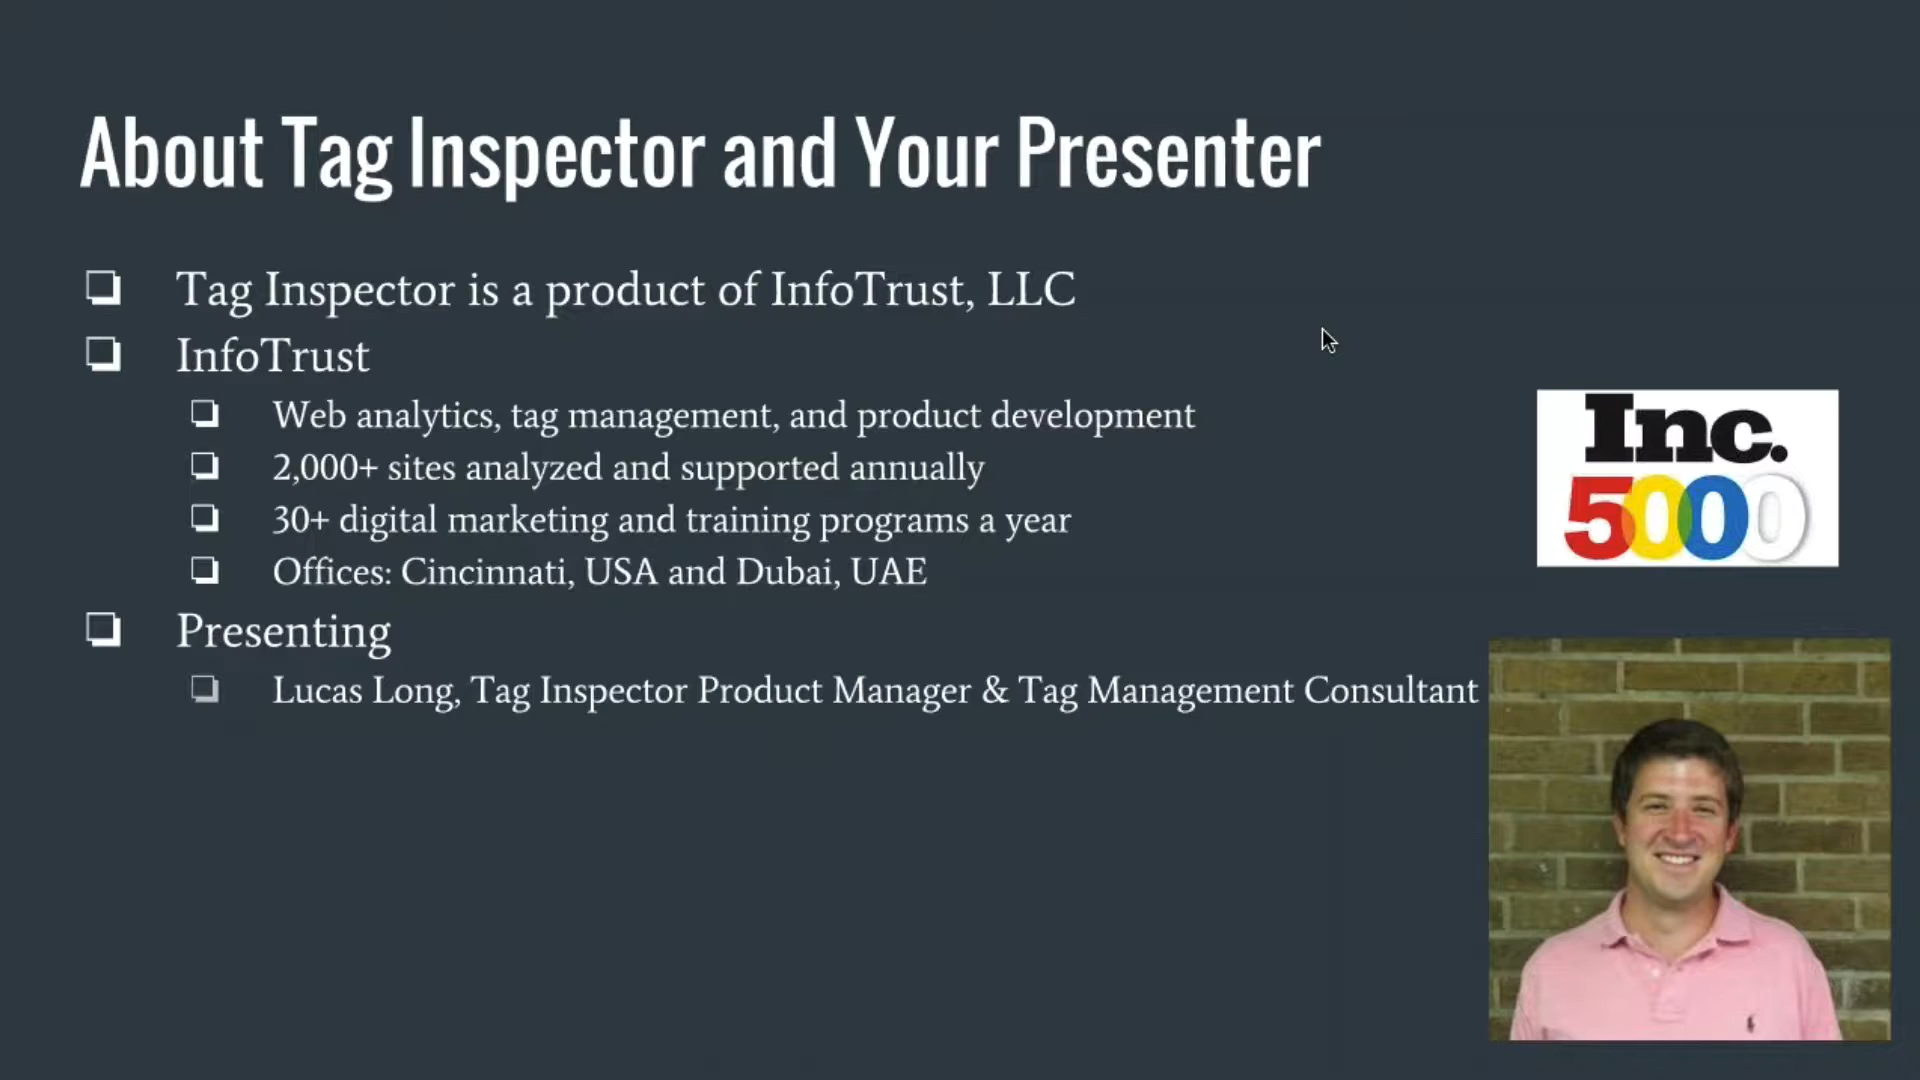 About Tag Inspector and Your Presenter
Tag Inspector is a product of InfoTrust, LLC
InfoTrust
Web analytics, tag management, and product development
2,000+ sites analyzed and supported annually
30+ digital marketing and training programs a year
Offices: Cincinnati, USA and Dubai, UAE
Presenting
Lucas Long, Tag Inspector Product Manager & Tag Management Consultant
Inc.
5000